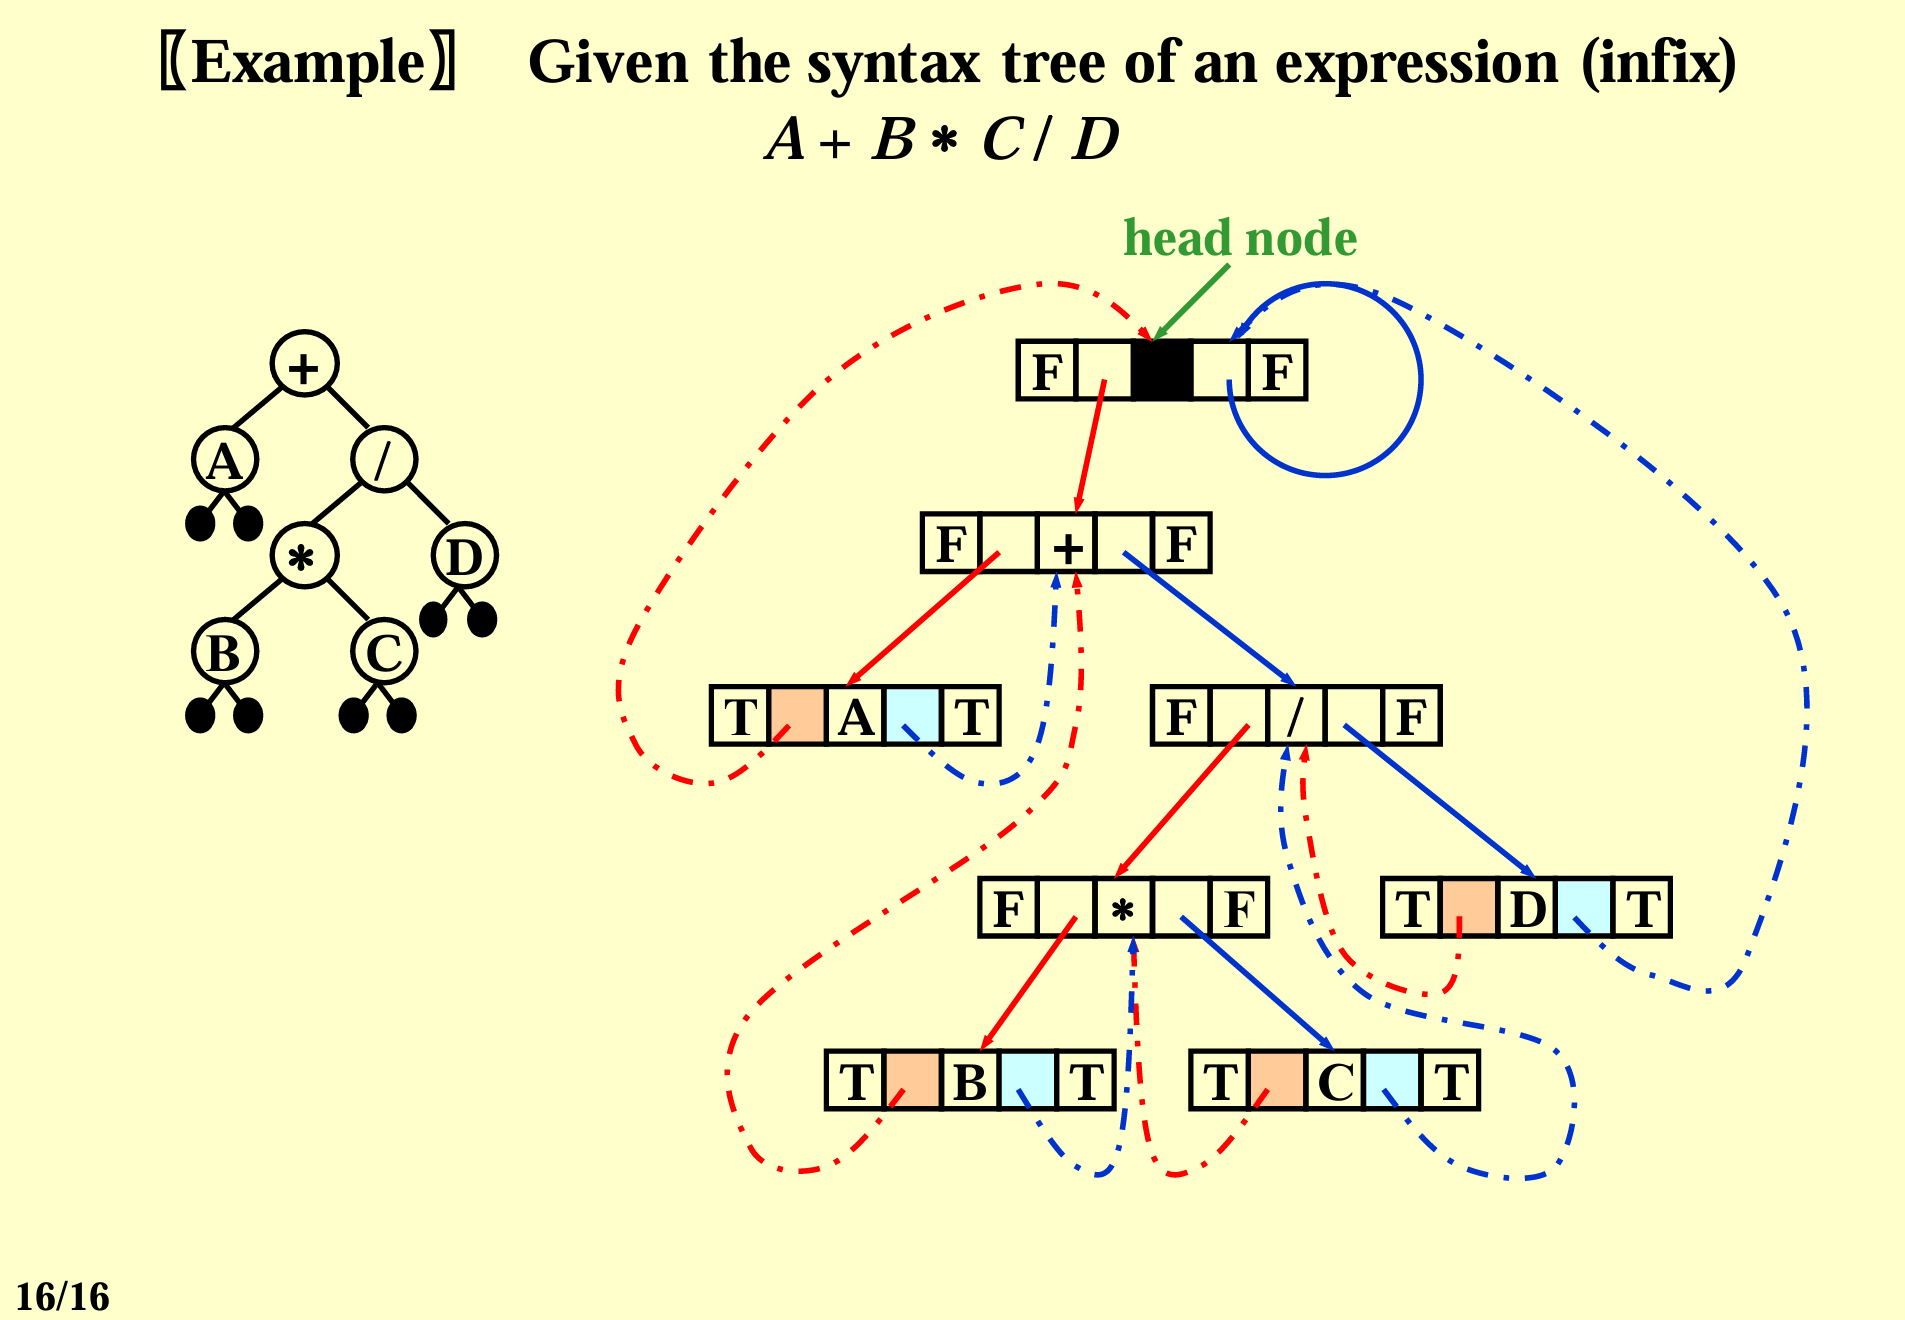 〖Example〗 Given the syntax tree of an expression (infix)
A + B * C / D
head node
F F
+
A /
* D
B C
F + F
T A T F / F
F * F T D T
T B T T C T
16/16